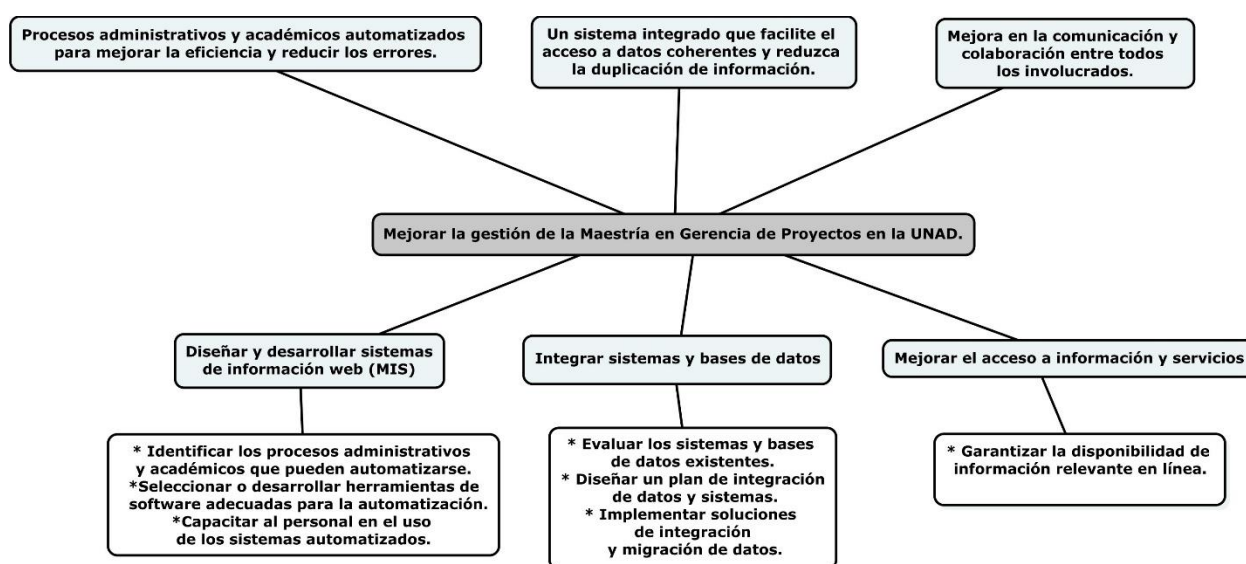 Procesos administrativos y académicos automatizados
para mejorar la eficiencia y reducir los errores.
Un sistema integrado que facilite el
acceso a datos coherentes y reduzca
la duplicación de información.
Mejora en la comunicación y
colaboración entre todos
los involucrados.
Mejorar la gestión de la Maestría en Gerencia de Proyectos en la UNAD.
Diseñar y desarrollar sistemas
de información web (MIS)
Integrar sistemas y bases de datos
Mejorar el acceso a información y servicios
* Identificar los procesos administrativos
y académicos que pueden automatizarse.
*Seleccionar o desarrollar herramientas de
software adecuadas para la automatización.
*Capacitar al personal en el uso
de los sistemas automatizados.
* Evaluar los sistemas y bases
de datos existentes.
* Diseñar un plan de integración
de datos y sistemas.
* Implementar soluciones
de integración
y migración de datos.
* Garantizar la disponibilidad de
información relevante en línea.